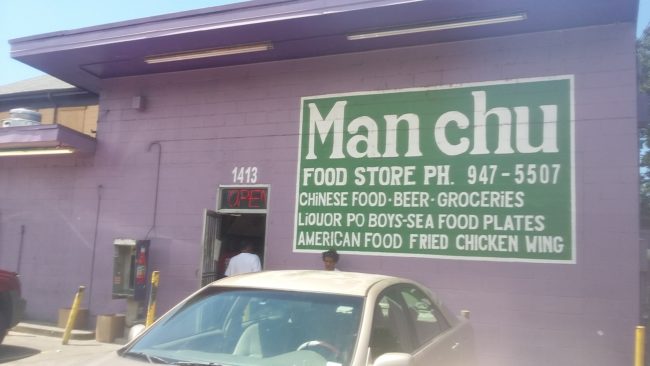 Man chu
FOOD STORE PH. 947-5507
CHiNESE FOOD · BEER · GROCERiES
LiQUOR PO BOYS-SEA FOOD PLATES
AMERICAN FOOD FRIED CHICKEN WING
1413
OPEN